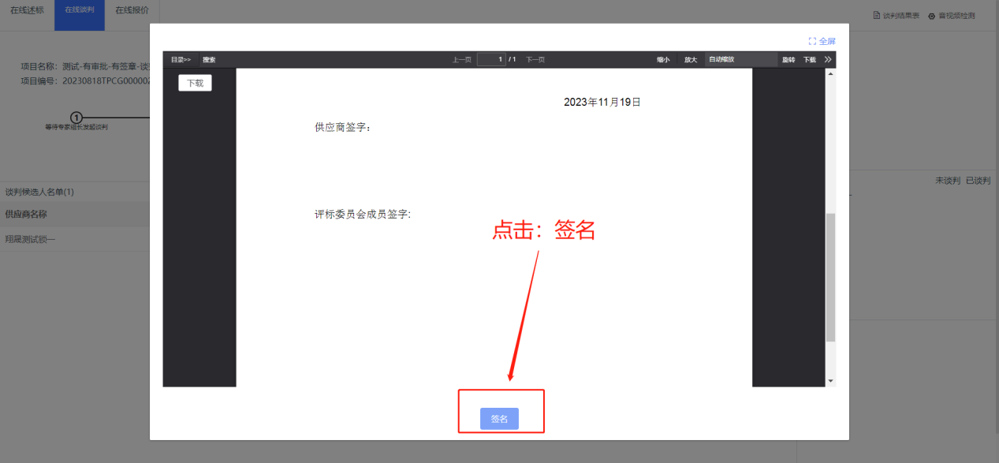 在线述标 在线谈判 在线报价
谈判结果表 音视频检测
全屏
目录>> 搜索 上一页 1 / 1 下一页 缩小 放大 自动缩放 旋转 下载
项目名称：测试-有审批-有签章-谈
项目编号：20230818TPCG000002
下载
2023年11月19日
1
等待专家组长发起谈判
供应商签字：
未谈判 已谈判
谈判候选人名单(1)
供应商名称
评标委员会成员签字:
点击：签名
翔晟测试锁一
签名